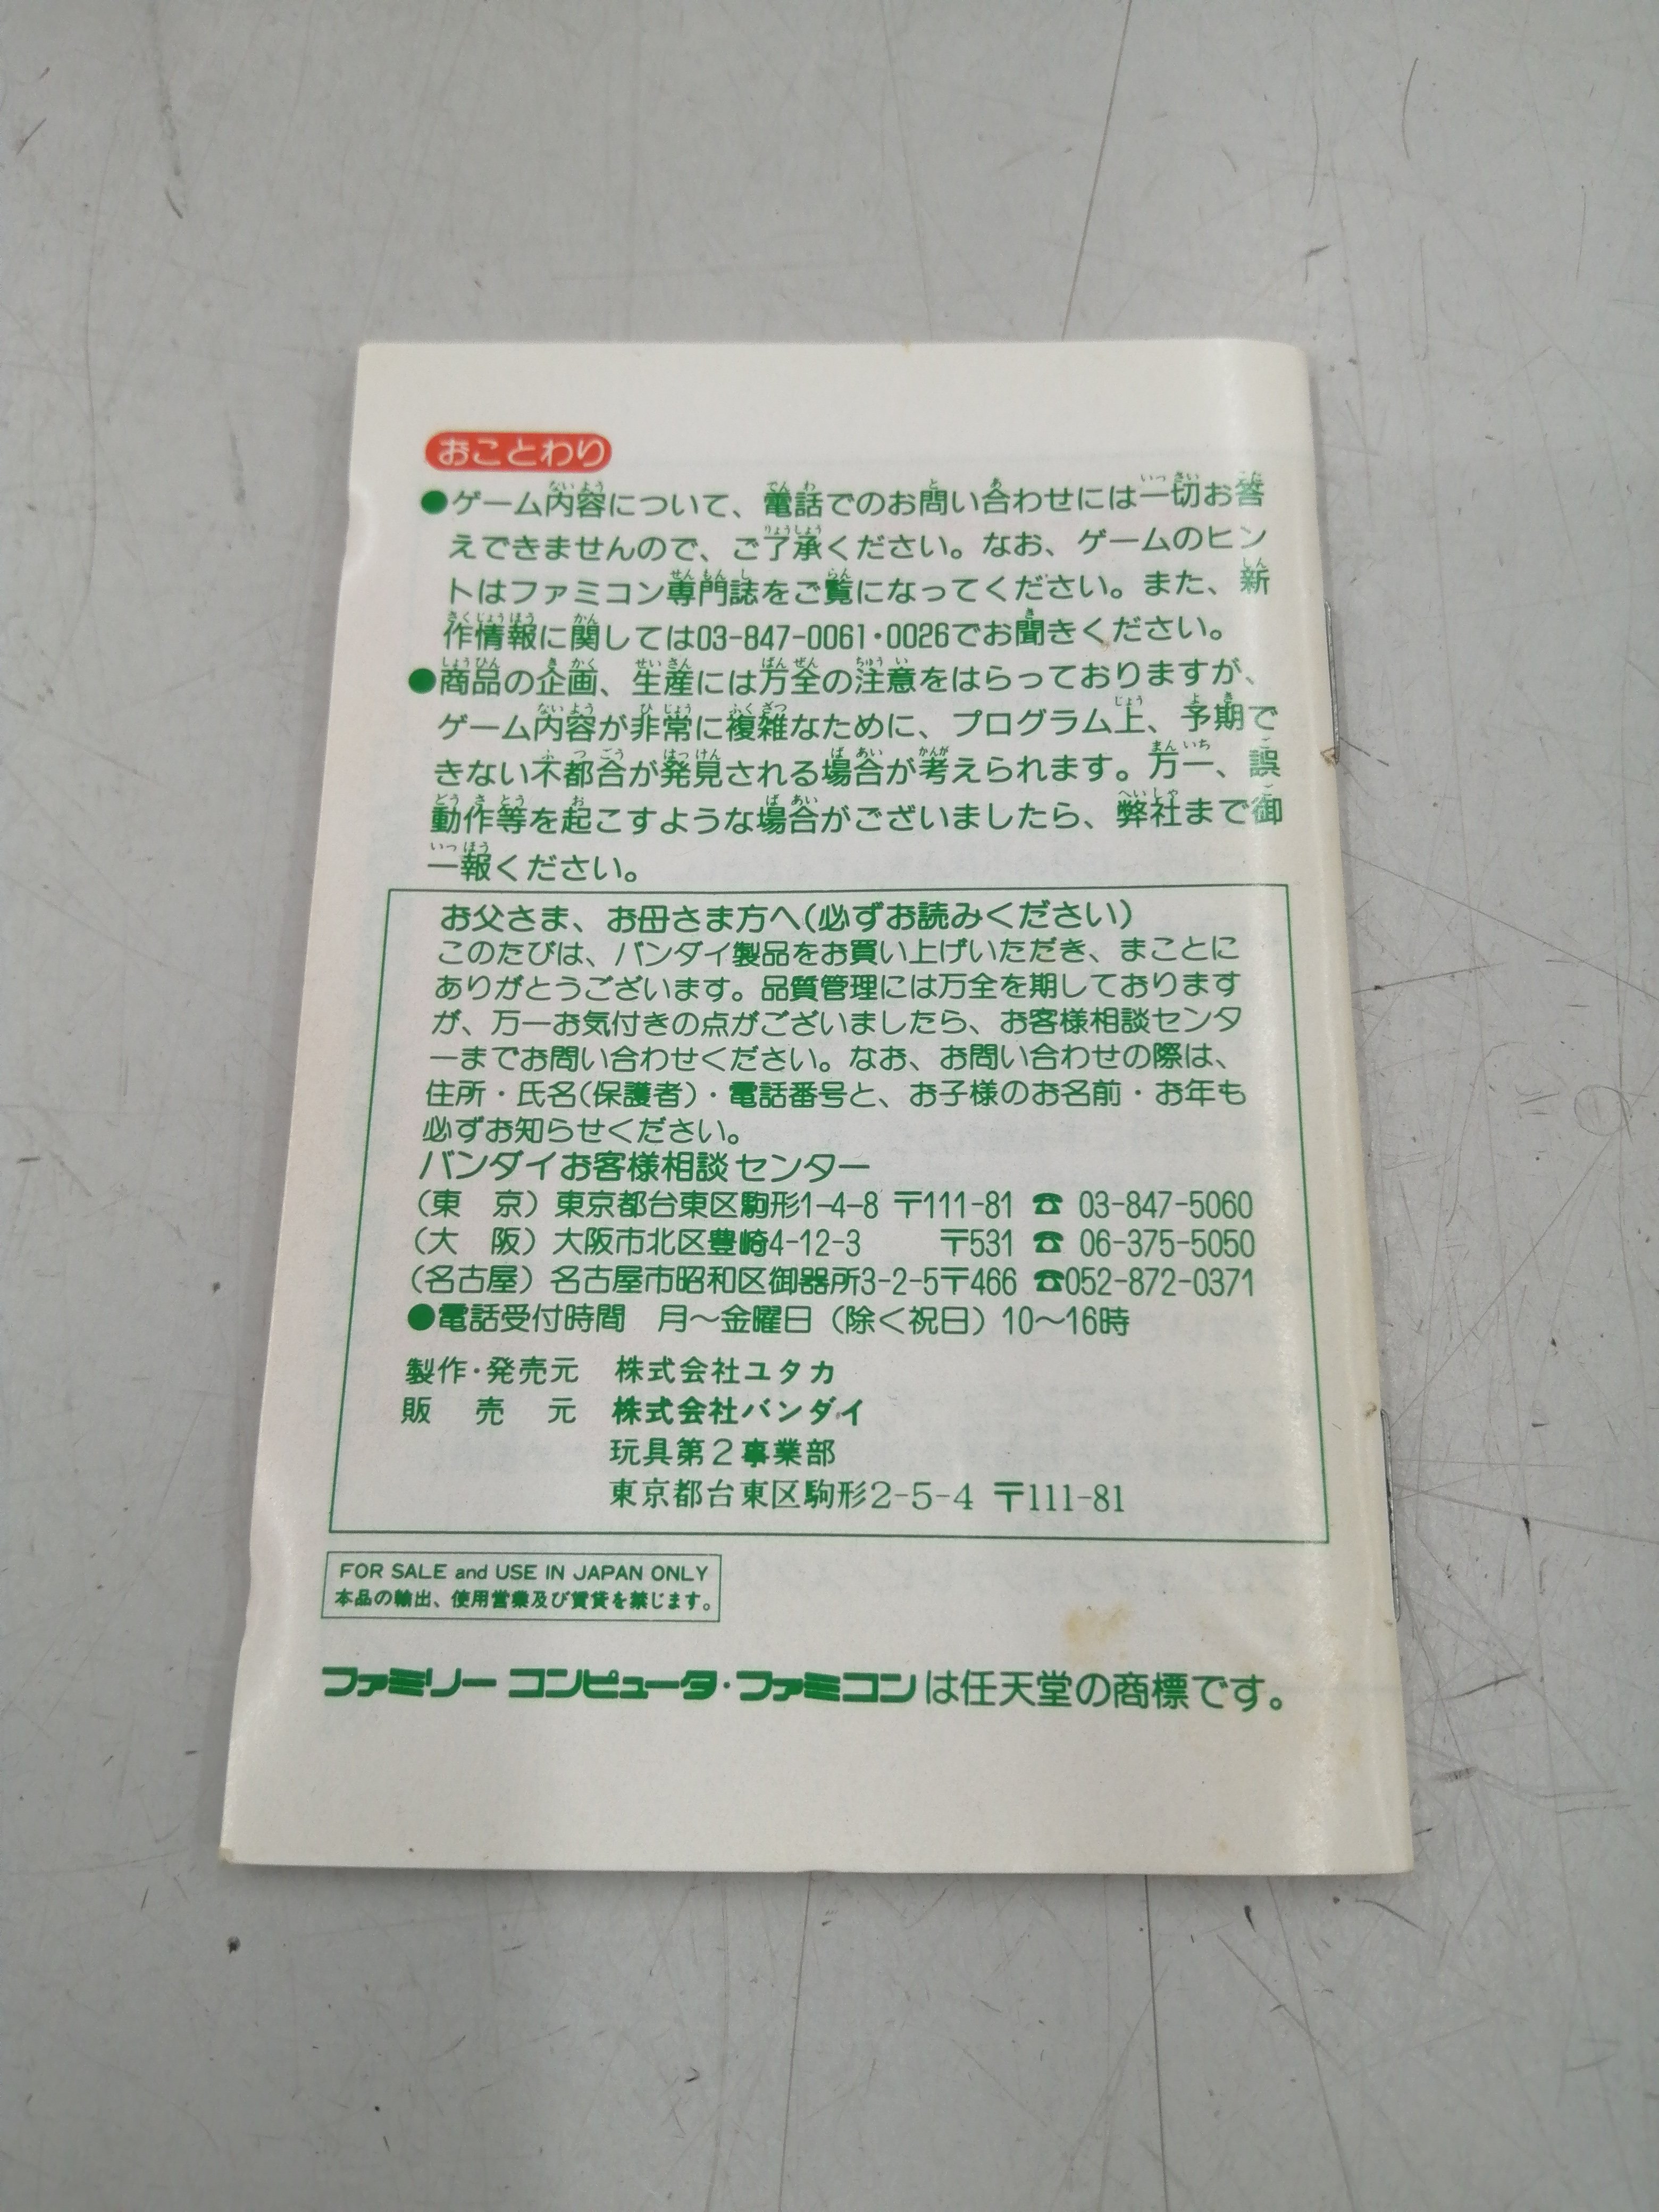 おことわり
●ゲーム内容について、電話でのお問い合わせには一切お答
えできませんので、ご了承ください。なお、ゲームのヒン
トはファミコン専門誌をご覧になってください。また、新
作情報に関しては03-847-0061・0026でお聞きください。
●商品の企画、生産には万全の注意をはらっておりますが、
ゲーム内容が非常に複雑なために、プログラム上、予期で
きない不都合が発見される場合が考えられます。万一、誤
動作等を起こすような場合がございましたら、弊社まで御
一報ください。
お父さま、お母さま方へ(必ずお読みください)
このたびは、バンダイ製品をお買い上げいただき、まことに
ありがとうございます。品質管理には万全を期しております
が、万一お気付きの点がございましたら、お客様相談センタ
ーまでお問い合わせください。なお、お問い合わせの際は、
住所・氏名(保護者)・電話番号と、お子様のお名前・お年も
必ずお知らせください。
バンダイお客様相談センター
(東 京) 東京都台東区駒形1-4-8 〒111-81 ☎ 03-847-5060
(大 阪) 大阪市北区豊崎4-12-3 〒531 ☎ 06-375-5050
(名古屋) 名古屋市昭和区御器所3-2-5〒466 ☎052-872-0371
●電話受付時間 月〜金曜日（除く祝日）10〜16時
製作・発売元 株式会社ユタカ
販 売 元 株式会社バンダイ
玩具第2事業部
東京都台東区駒形2-5-4 〒111-81
FOR SALE and USE IN JAPAN ONLY
本品の輸出、使用営業及び賃貸を禁じます。
ファミリー コンピュータ・ファミコンは任天堂の商標です。